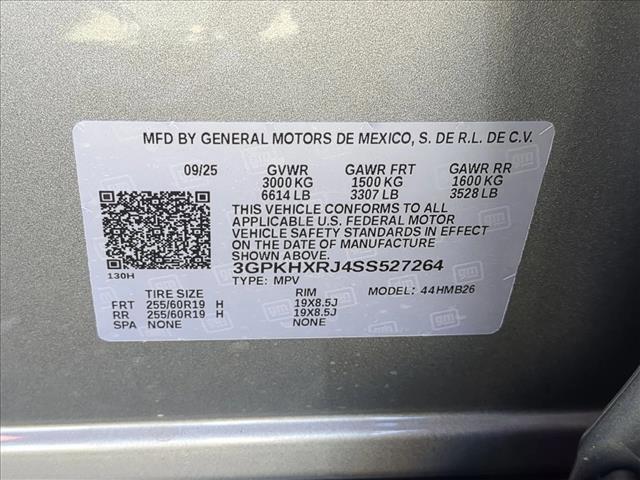 MFD BY GENERAL MOTORS DE MEXICO, S. DE R.L. DE C.V.
09/25 GVWR GAWR FRT GAWR RR
3000 KG 1500 KG 1600 KG
6614 LB 3307 LB 3528 LB
THIS VEHICLE CONFORMS TO ALL
APPLICABLE U.S. FEDERAL MOTOR
VEHICLE SAFETY STANDARDS IN EFFECT
ON THE DATE OF MANUFACTURE
SHOWN ABOVE.
3GPKHXRJ4SS527264
130H
TYPE: MPV MODEL: 44HMB26
TIRE SIZE RIM
FRT 255/60R19 H 19X8.5J
RR 255/60R19 H 19X8.5J
SPA NONE NONE
gm